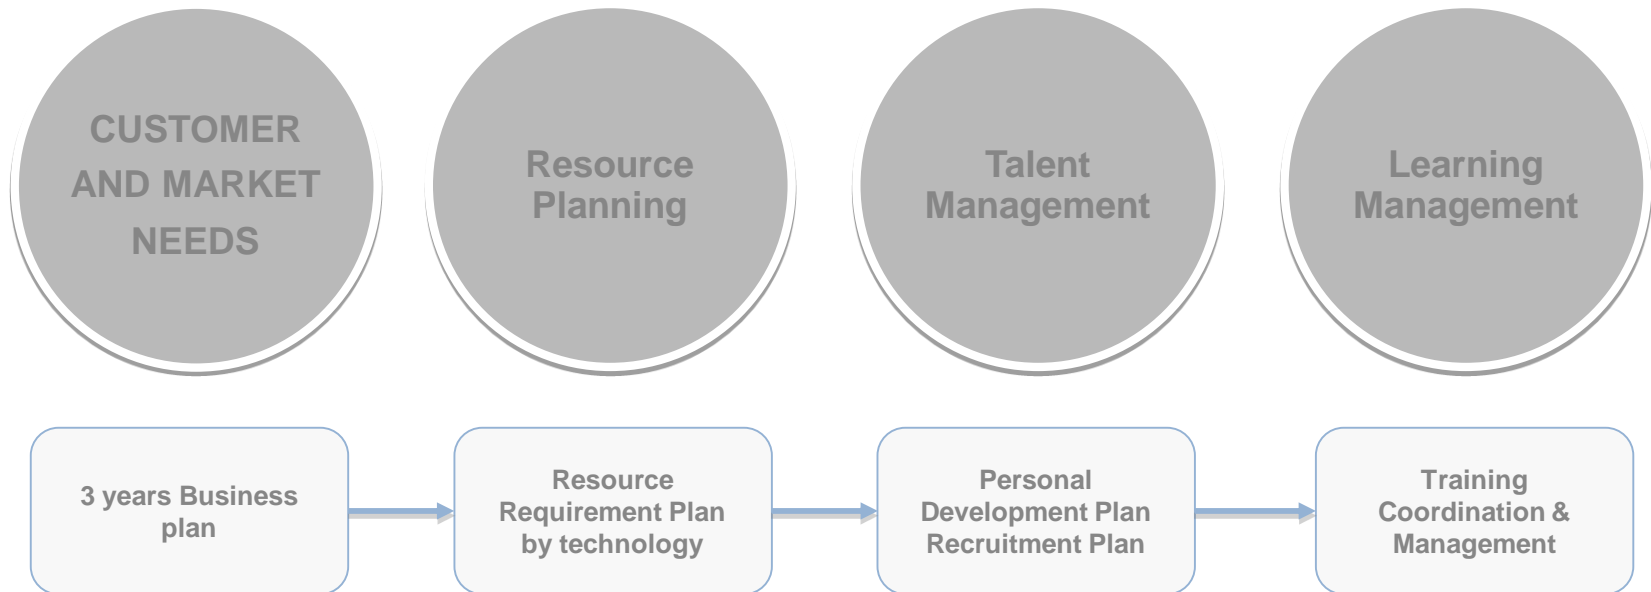 CUSTOMER
AND MARKET
NEEDS
Resource
Planning
Talent
Management
Learning
Management
3 years Business
plan
Resource
Requirement Plan
by technology
Personal
Development Plan
Recruitment Plan
Training
Coordination &
Management